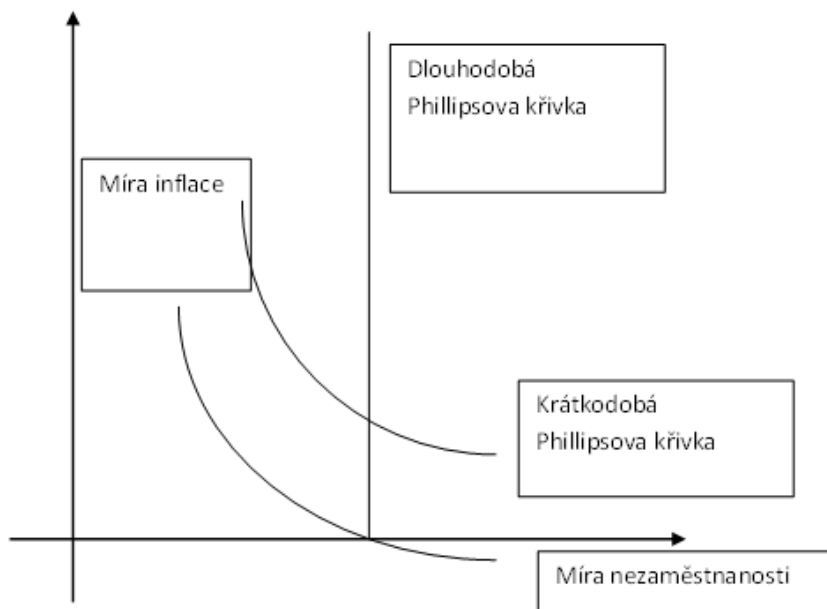 Dlouhodobá
Phillipsova křivka
Míra inflace
Krátkodobá
Phillipsova křivka
Míra nezaměstnanosti